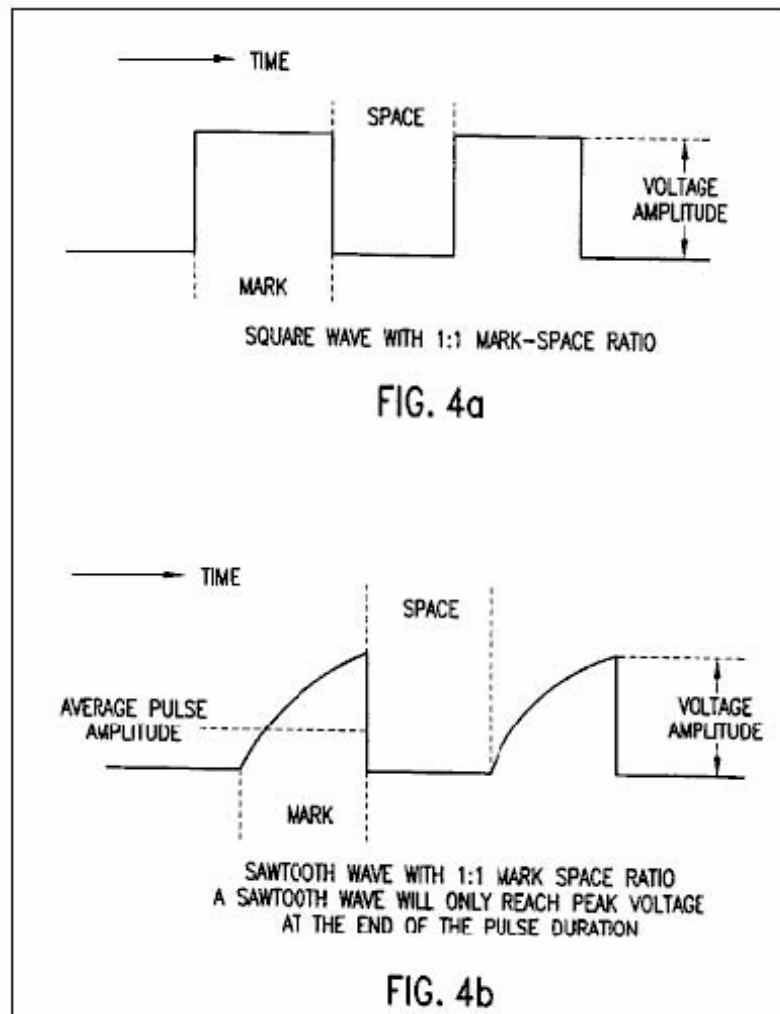 TIME
SPACE
VOLTAGE
AMPLITUDE
MARK
SQUARE WAVE WITH 1:1 MARK-SPACE RATIO
FIG. 4a
TIME
SPACE
AVERAGE PULSE
AMPLITUDE
VOLTAGE
AMPLITUDE
MARK
SAWTOOTH WAVE WITH 1:1 MARK SPACE RATIO
A SAWTOOTH WAVE WILL ONLY REACH PEAK VOLTAGE
AT THE END OF THE PULSE DURATION
FIG. 4b